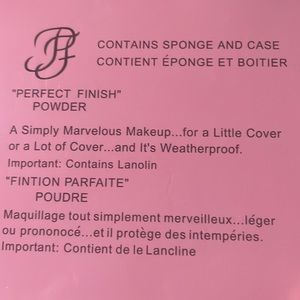 PF
CONTAINS SPONGE AND CASE
CONTIENT ÉPONGE ET BOITIER
"PERFECT FINISH"
POWDER
A Simply Marvelous Makeup...for a Little Cover
or a Lot of Cover...and It's Weatherproof.
Important: Contains Lanolin
"FINTION PARFAITE"
POUDRE
Maquillage tout simplement merveilleux...léger
ou prononocé...et il protège des intempéries.
Important: Contient de le Lancline